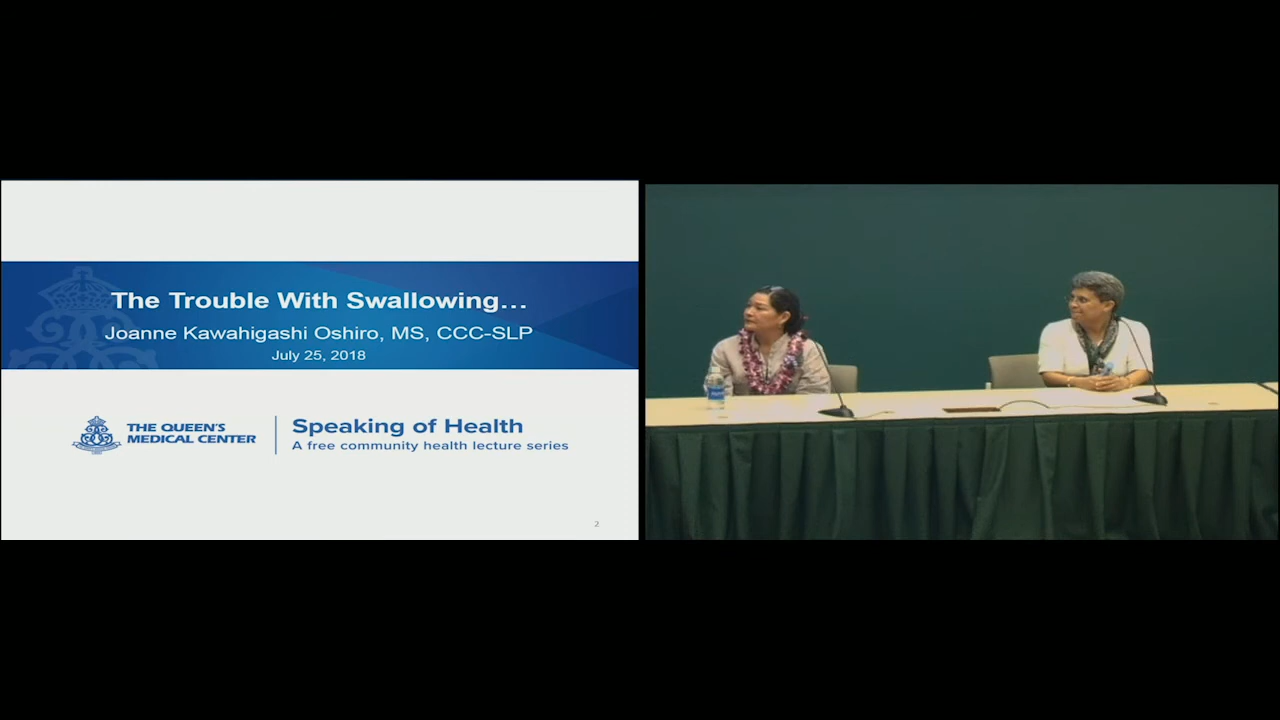 The Trouble With Swallowing...
Joanne Kawahigashi Oshiro, MS, CCC-SLP
July 25, 2018
THE QUEEN'S
MEDICAL CENTER
Speaking of Health
A free community health lecture series
2